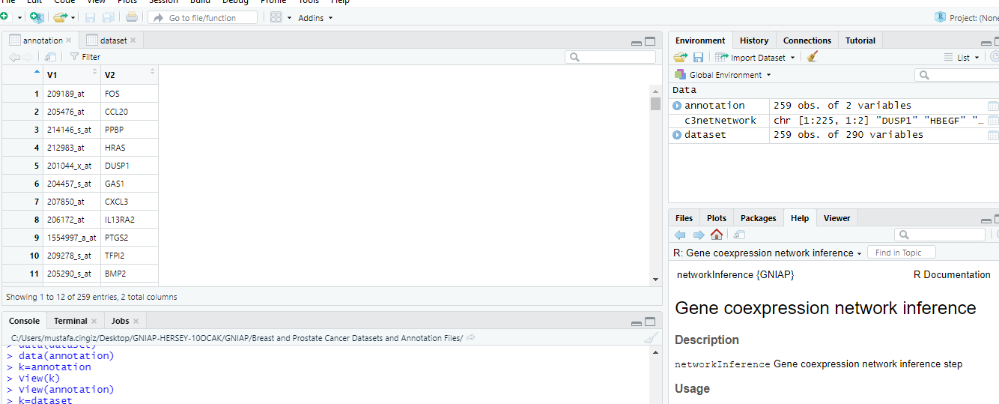 File Edit Code View Plots Session Build Debug Profile Tools Help
Go to file/function
Addins
Project: (None
annotation
dataset
Filter
V1 V2
1 209189_at FOS
2 205476_at CCL20
3 214146_s_at PPBP
4 212983_at HRAS
5 201044_x_at DUSP1
6 204457_s_at GAS1
7 207850_at CXCL3
8 206172_at IL13RA2
9 1554997_a_at PTGS2
10 209278_s_at TFPI2
11 205290_s_at BMP2
Showing 1 to 12 of 259 entries, 2 total columns
Console Terminal Jobs
C:/Users/mustafa.cingiz/Desktop/GNIAP-HERSEY-10OCAK/GNIAP/Breast and Prostate Cancer Datasets and Annotation Files/
> data(dataset)
> data(annotation)
> k=annotation
> View(k)
> View(annotation)
> k=dataset
Environment History Connections Tutorial
Import Dataset
List
Global Environment
Data
annotation 259 obs. of 2 variables
c3netNetwork chr [1:225, 1:2] "DUSP1" "HBEGF" "…
dataset 259 obs. of 290 variables
Files Plots Packages Help Viewer
R: Gene coexpression network inference
Find in Topic
networkInference {GNIAP} R Documentation
Gene coexpression network inference
Description
networkInference Gene coexpression network inference step
Usage